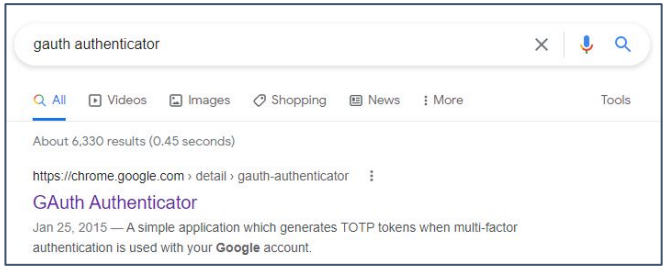 gauth authenticator
All Videos Images Shopping News More Tools
About 6,330 results (0.45 seconds)
https://chrome.google.com › detail › gauth-authenticator
GAuth Authenticator
Jan 25, 2015 — A simple application which generates TOTP tokens when multi-factor
authentication is used with your Google account.